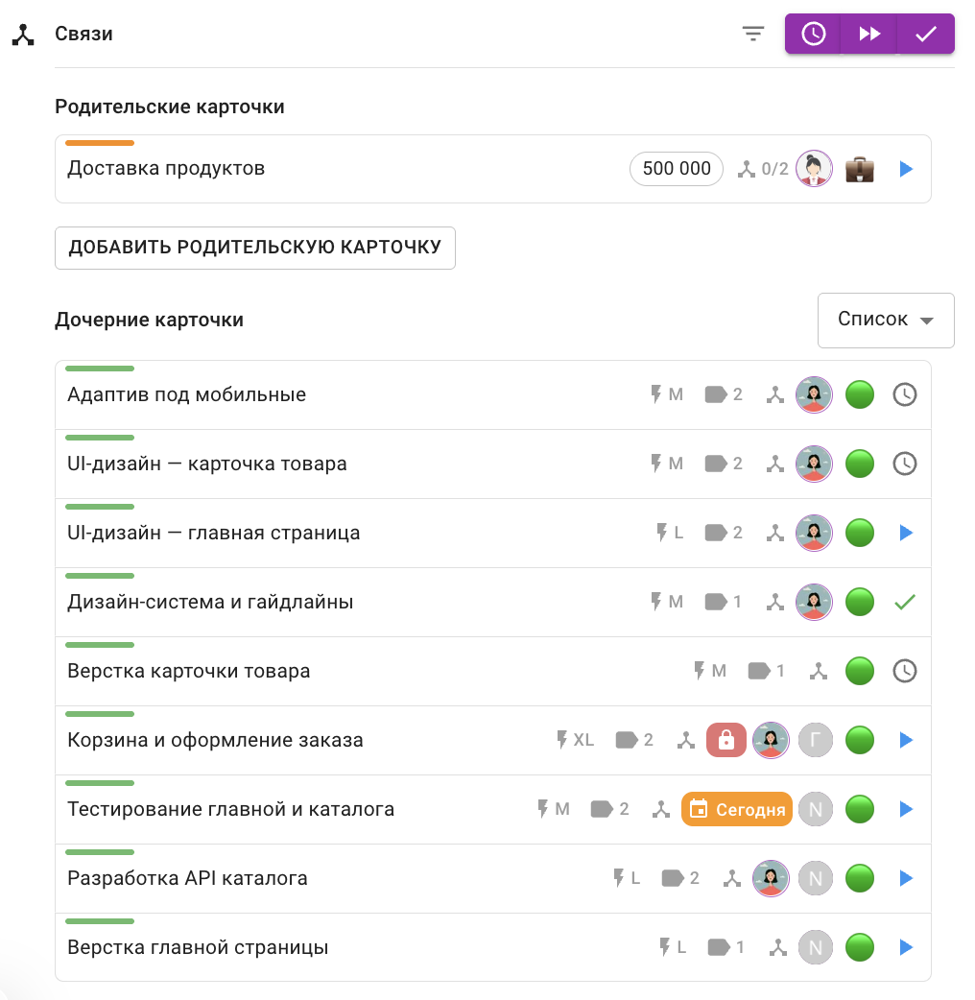 Связи
Родительские карточки
Доставка продуктов 500 000 0/2
ДОБАВИТЬ РОДИТЕЛЬСКУЮ КАРТОЧКУ
Дочерние карточки Список
Адаптив под мобильные M 2
UI-дизайн — карточка товара M 2
UI-дизайн — главная страница L 2
Дизайн-система и гайдлайны M 1
Верстка карточки товара M 1
Корзина и оформление заказа XL 2 Г
Тестирование главной и каталога M 2 Сегодня N
Разработка API каталога L 2 N
Верстка главной страницы L 1 N